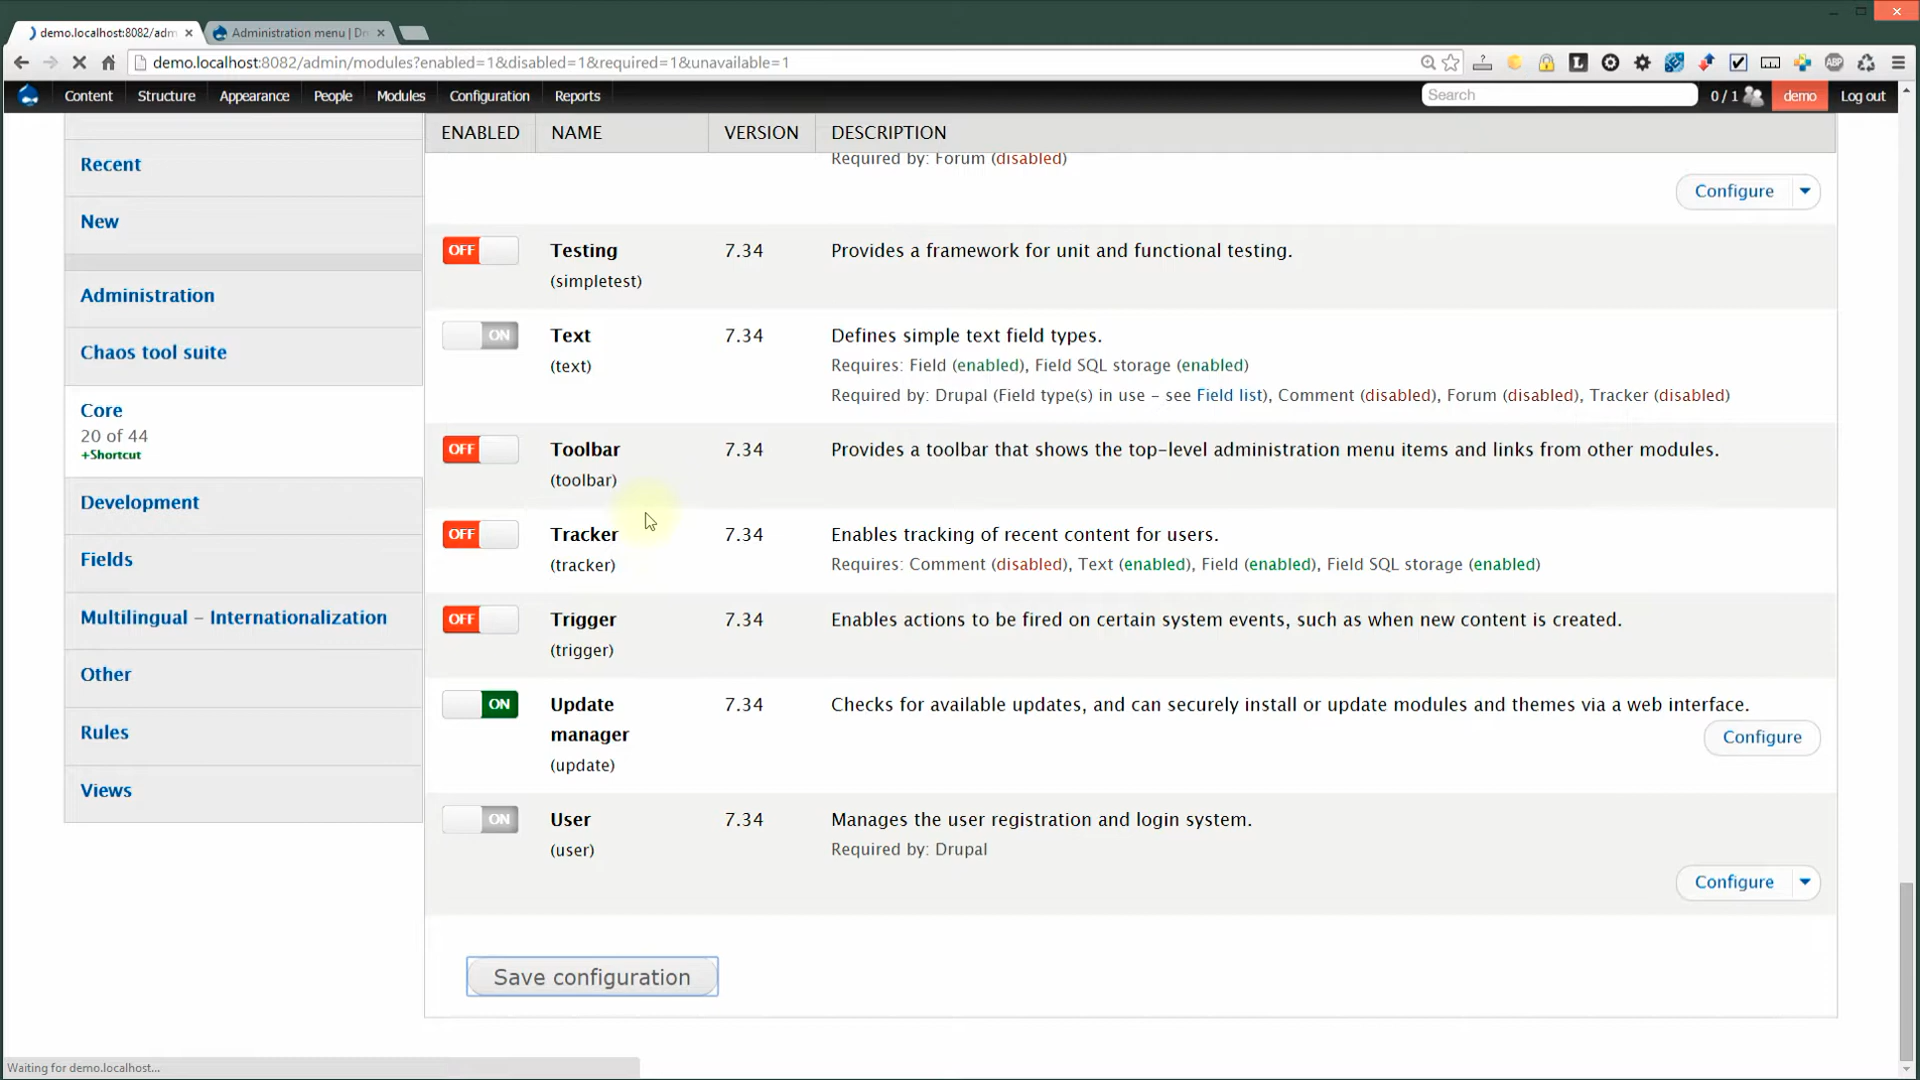 demo.localhost:8082/adm
Administration menu | Dr
demo.localhost:8082/admin/modules?enabled=1&disabled=1&required=1&unavailable=1
L
ABP
Content
Structure
Appearance
People
Modules
Configuration
Reports
Search
0 / 1
demo
Log out
Recent
New
Administration
Chaos tool suite
Core
20 of 44
+Shortcut
Development
Fields
Multilingual – Internationalization
Other
Rules
Views
ENABLED
NAME
VERSION
DESCRIPTION
Required by: Forum (disabled)
Configure
OFF
Testing
(simpletest)
7.34
Provides a framework for unit and functional testing.
ON
Text
(text)
7.34
Defines simple text field types.
Requires: Field (enabled), Field SQL storage (enabled)
Required by: Drupal (Field type(s) in use – see Field list), Comment (disabled), Forum (disabled), Tracker (disabled)
OFF
Toolbar
(toolbar)
7.34
Provides a toolbar that shows the top–level administration menu items and links from other modules.
OFF
Tracker
(tracker)
7.34
Enables tracking of recent content for users.
Requires: Comment (disabled), Text (enabled), Field (enabled), Field SQL storage (enabled)
OFF
Trigger
(trigger)
7.34
Enables actions to be fired on certain system events, such as when new content is created.
ON
Update
manager
(update)
7.34
Checks for available updates, and can securely install or update modules and themes via a web interface.
Configure
ON
User
(user)
7.34
Manages the user registration and login system.
Required by: Drupal
Configure
Save configuration
Waiting for demo.localhost...